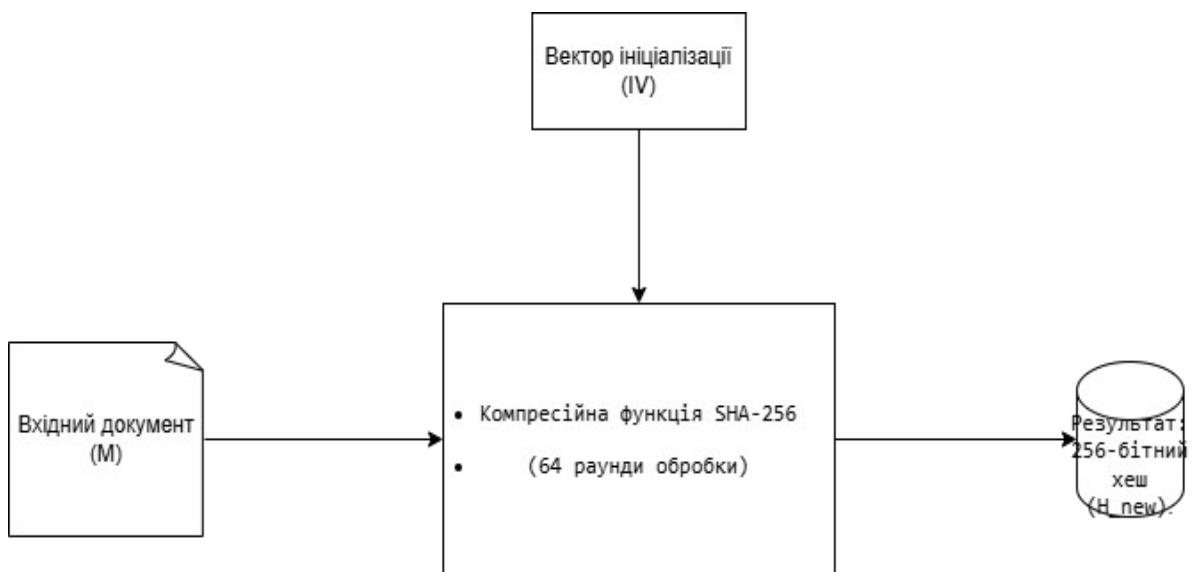 Вектор ініціалізації
(IV)
Вхідний документ
(M)
• Компресійна функція SHA-256
• (64 раунди обробки)
Результат:
256-бітний
хеш
(H_new).